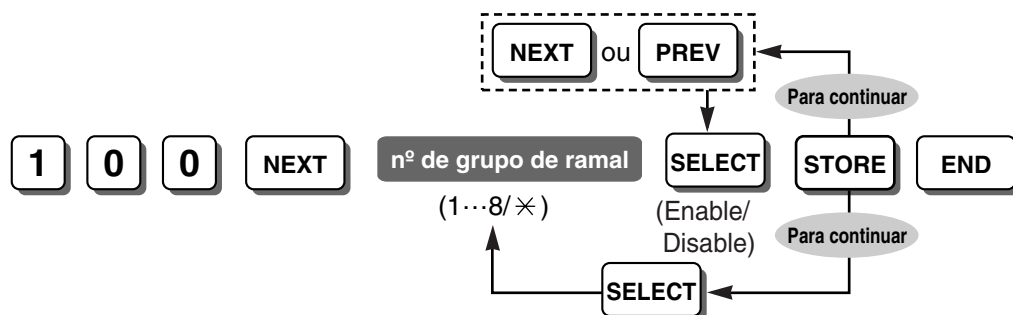 NEXT ou PREV
Para continuar
1 0 0 NEXT nº de grupo de ramal SELECT STORE END
(1···8/✳)
(Enable/
Disable)
Para continuar
SELECT